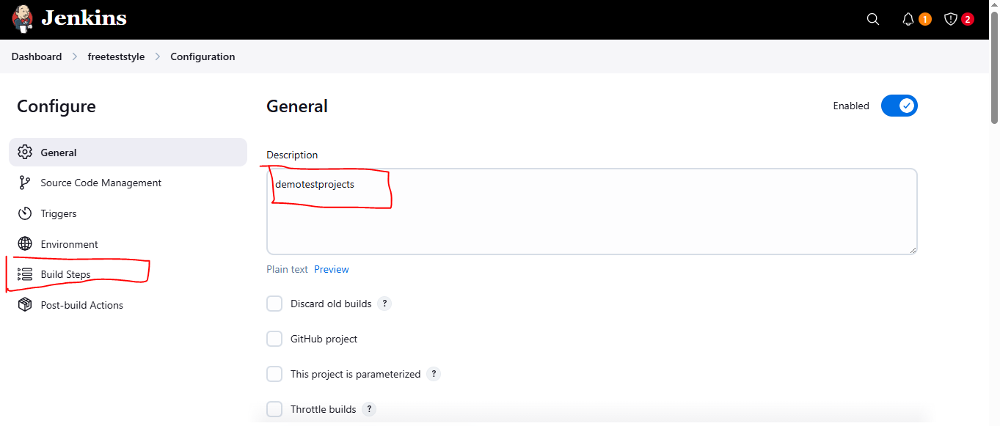 Jenkins
1 2
Dashboard > freeteststyle > Configuration
Configure
General
Source Code Management
Triggers
Environment
Build Steps
Post-build Actions
General
Enabled
Description
demotestprojects
Plain text Preview
Discard old builds ?
GitHub project
This project is parameterized ?
Throttle builds ?